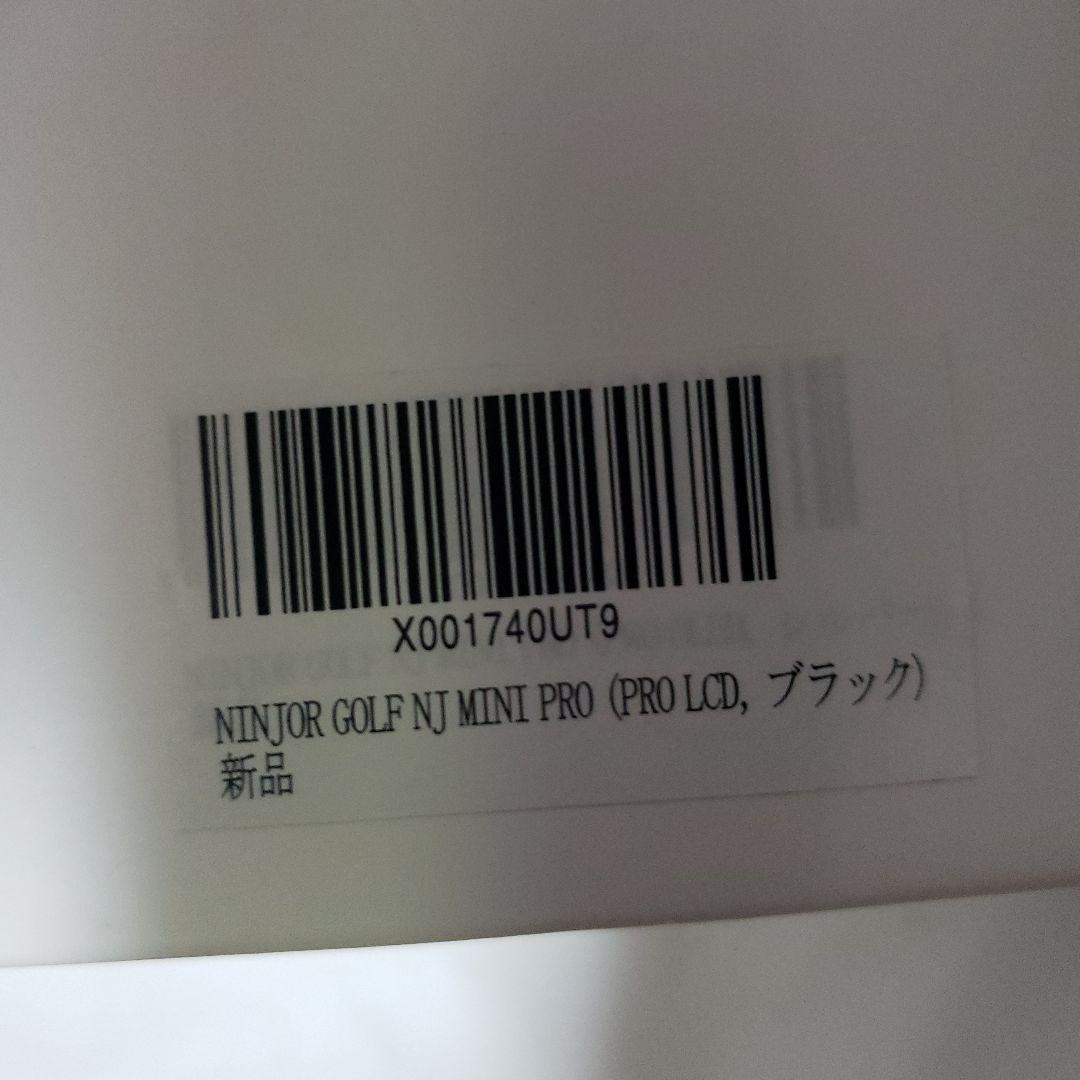 X001740UT9
NINJOR GOLF NJ MINI PRO (PRO LCD, ブラック)
新品